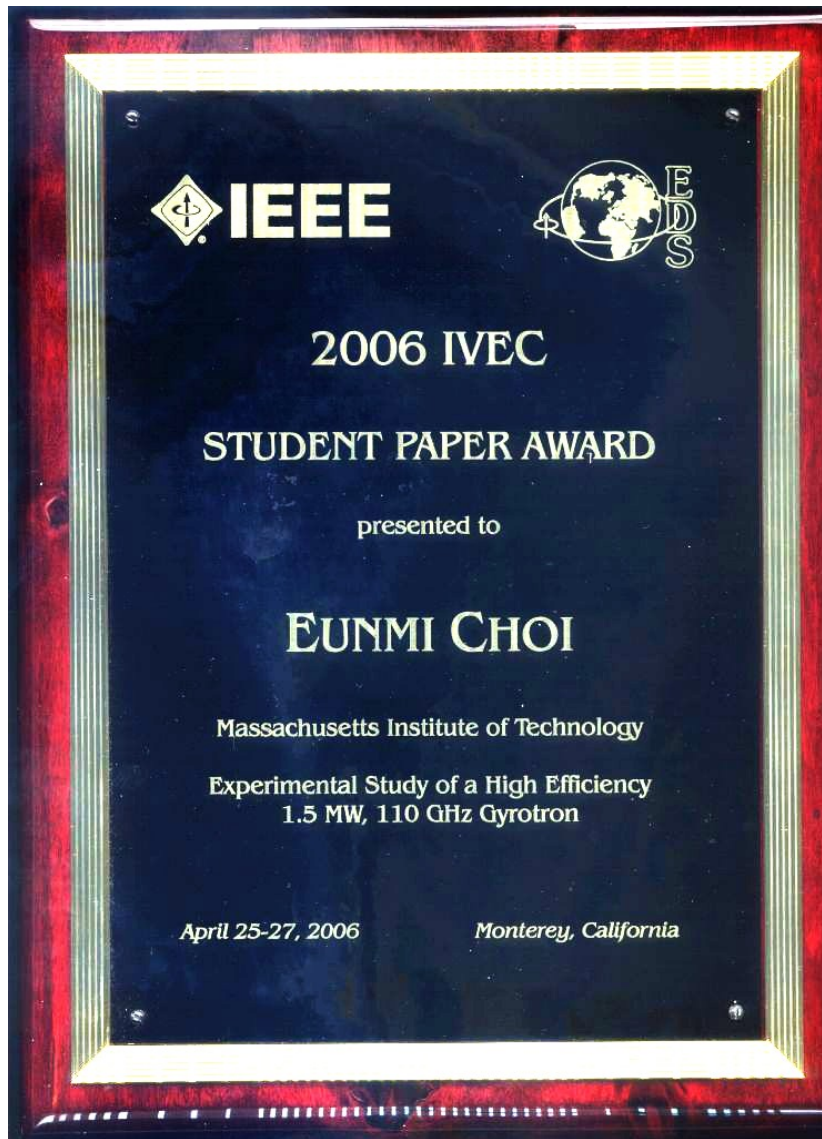 IEEE
EDS
2006 IVEC
STUDENT PAPER AWARD
presented to
EUNMI CHOI
Massachusetts Institute of Technology
Experimental Study of a High Efficiency
1.5 MW, 110 GHz Gyrotron
April 25-27, 2006 Monterey, California